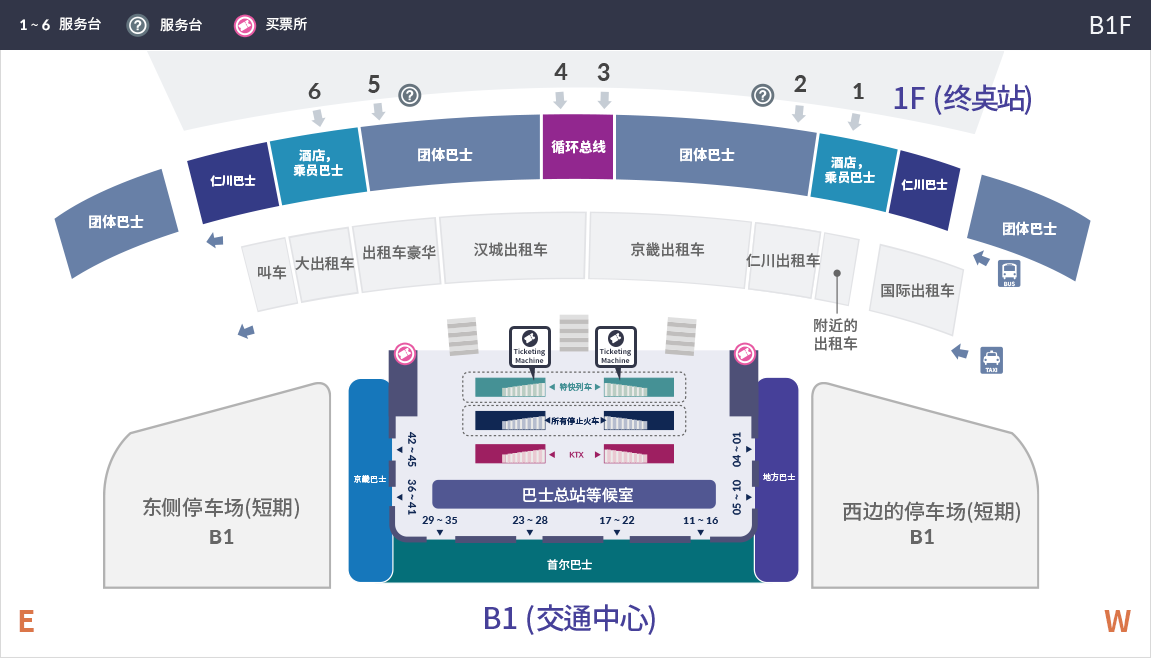 1 ~ 6 服务台
? 服务台
买票所
B1F
1F (终点站)
6
5
?
4
3
?
2
1
团体巴士
仁川巴士
酒店，
乘员巴士
团体巴士
循环总线
团体巴士
酒店，
乘员巴士
仁川巴士
团体巴士
叫车
大出租车
出租车豪华
汉城出租车
京畿出租车
仁川出租车
附近的
出租车
国际出租车
BUS
TAXI
Ticketing
Machine
Ticketing
Machine
特快列车
所有停止火车
KTX
巴士总站等候室
42 ~ 45
36 ~ 41
29 ~ 35
23 ~ 28
17 ~ 22
11 ~ 16
04 ~ 01
05 ~ 10
京畿巴士
地方巴士
首尔巴士
东侧停车场(短期)
B1
西边的停车场(短期)
B1
E
B1 (交通中心)
W